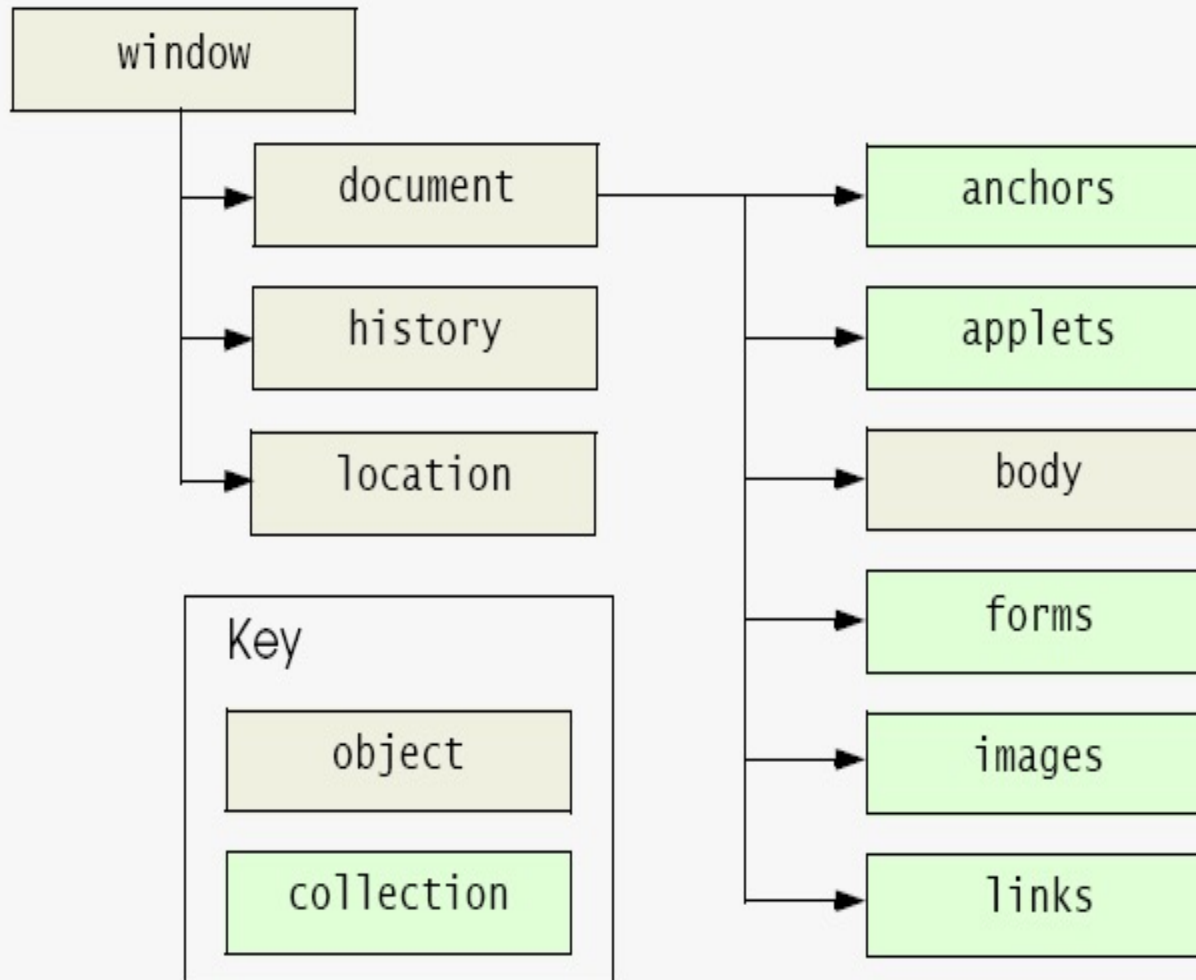 window
document
anchors
history
applets
location
body
forms
Key
object
images
collection
links